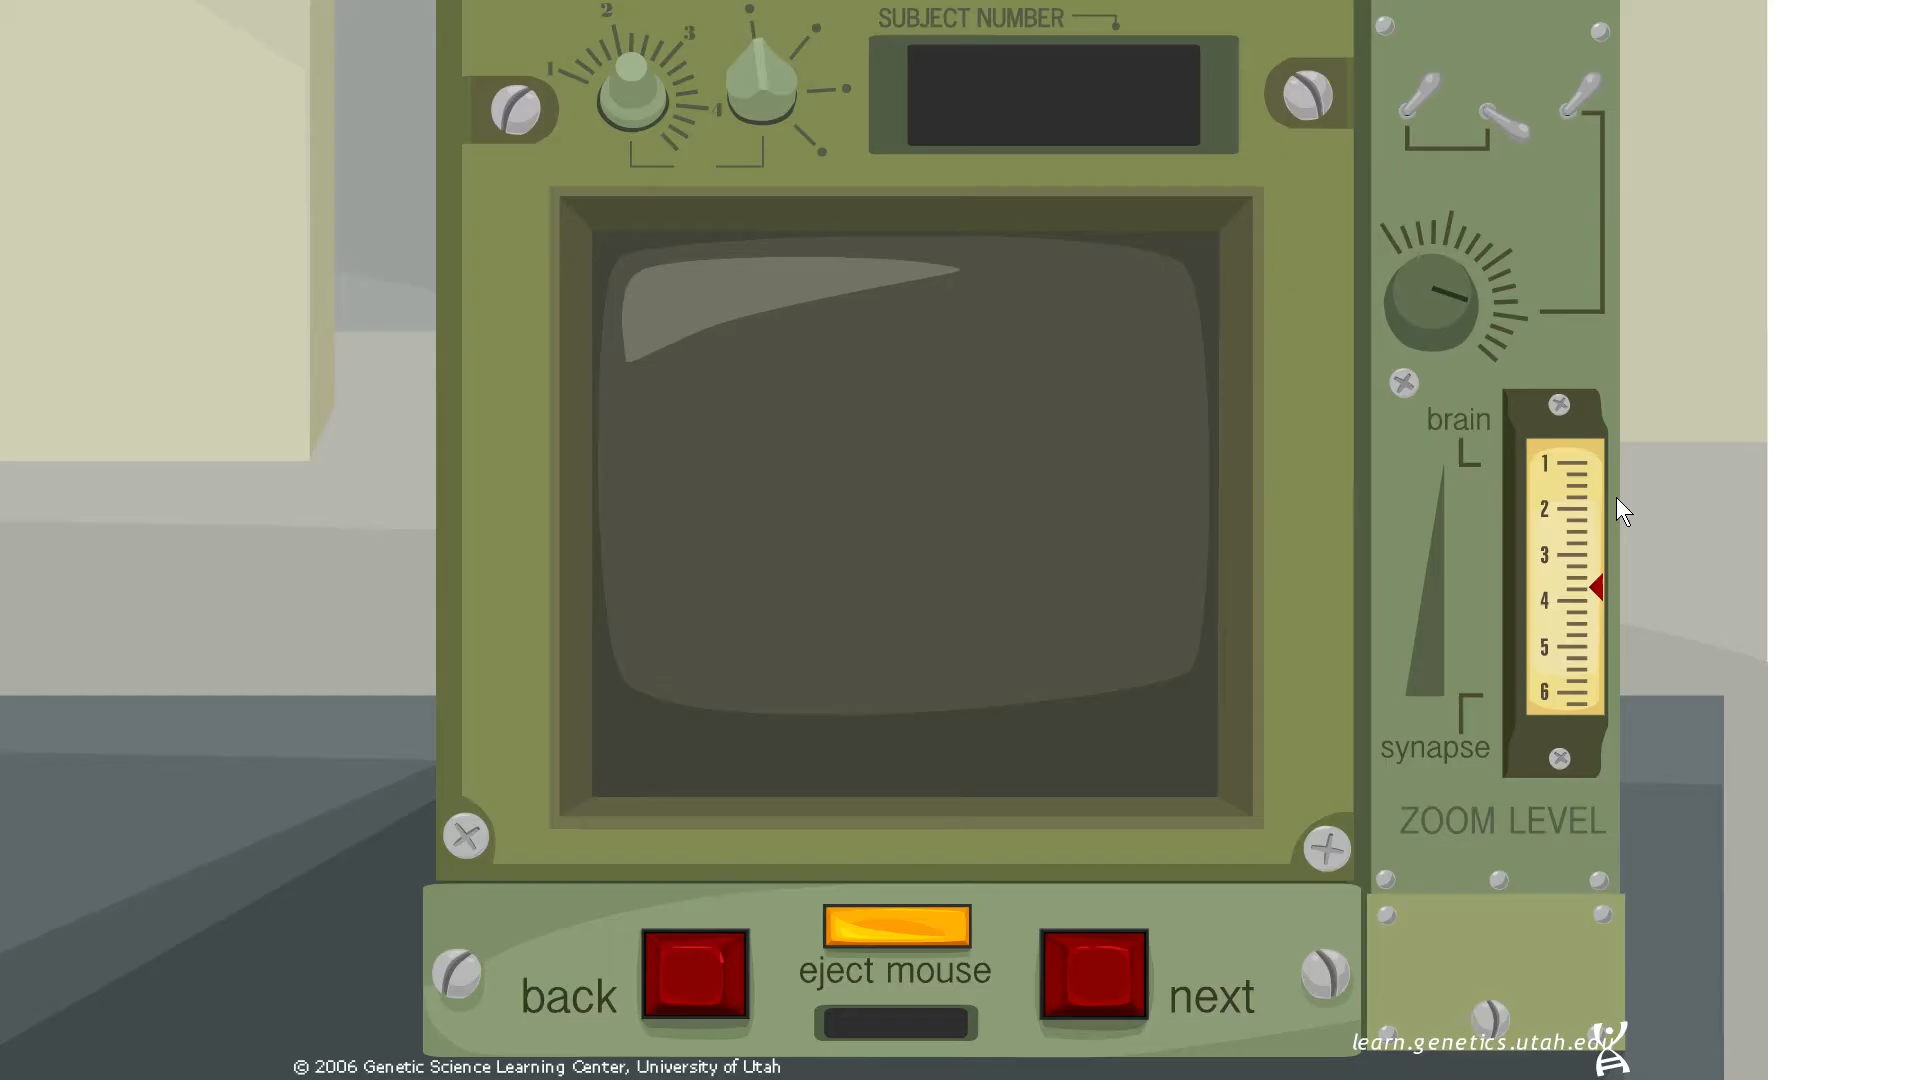 2
3
1
4
SUBJECT NUMBER
brain
1
2
3
4
5
6
synapse
ZOOM LEVEL
eject mouse
back
next
learn.genetics.utah.edu
© 2006 Genetic Science Learning Center, University of Utah